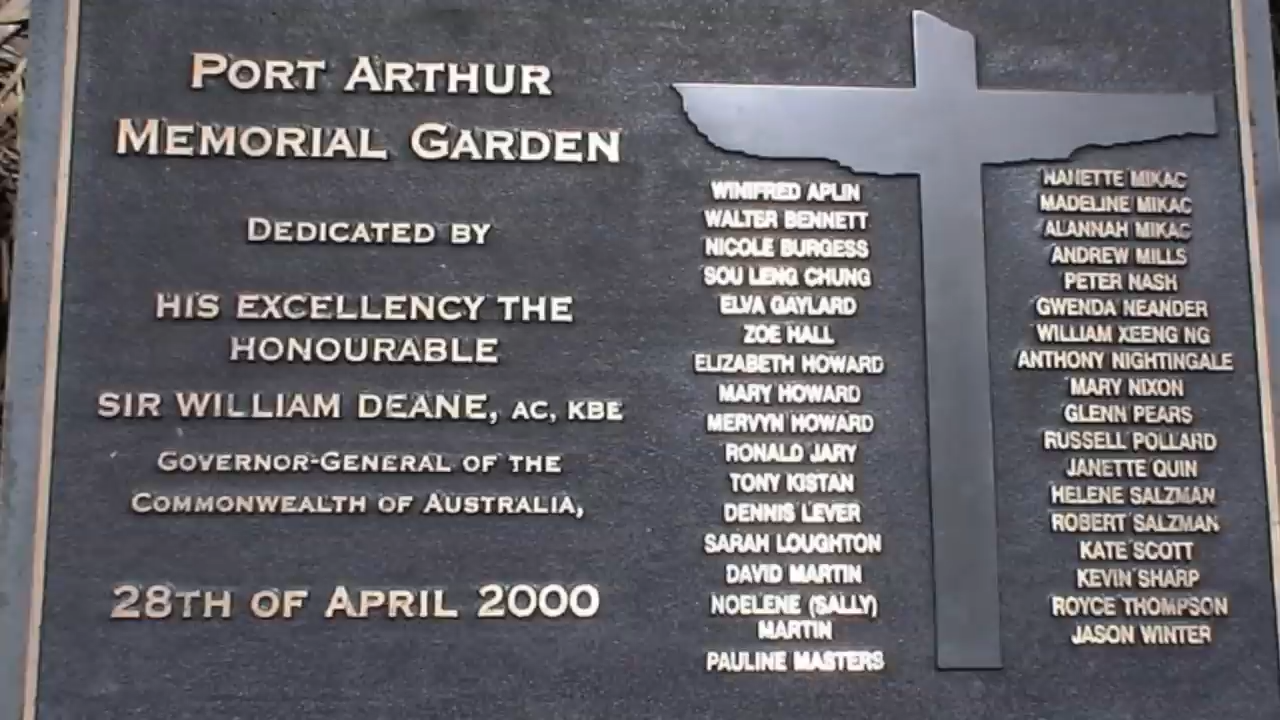 PORT ARTHUR
MEMORIAL GARDEN
DEDICATED BY
HIS EXCELLENCY THE
HONOURABLE
SIR WILLIAM DEANE, AC, KBE
GOVERNOR-GENERAL OF THE
COMMONWEALTH OF AUSTRALIA,
28TH OF APRIL 2000
WINIFRED APLIN
WALTER BENNETT
NICOLE BURGESS
SOU LENG CHUNG
ELVA GAYLARD
ZOE HALL
ELIZABETH HOWARD
MARY HOWARD
MERVYN HOWARD
RONALD JARY
TONY KISTAN
DENNIS LEVER
SARAH LOUGHTON
DAVID MARTIN
NOELENE (SALLY)
MARTIN
PAULINE MASTERS
NANETTE MIKAC
MADELINE MIKAC
ALANNAH MIKAC
ANDREW MILLS
PETER NASH
GWENDA NEANDER
WILLIAM XEENG NG
ANTHONY NIGHTINGALE
MARY NIXON
GLENN PEARS
RUSSELL POLLARD
JANETTE QUIN
HELENE SALZMAN
ROBERT SALZMAN
KATE SCOTT
KEVIN SHARP
ROYCE THOMPSON
JASON WINTER